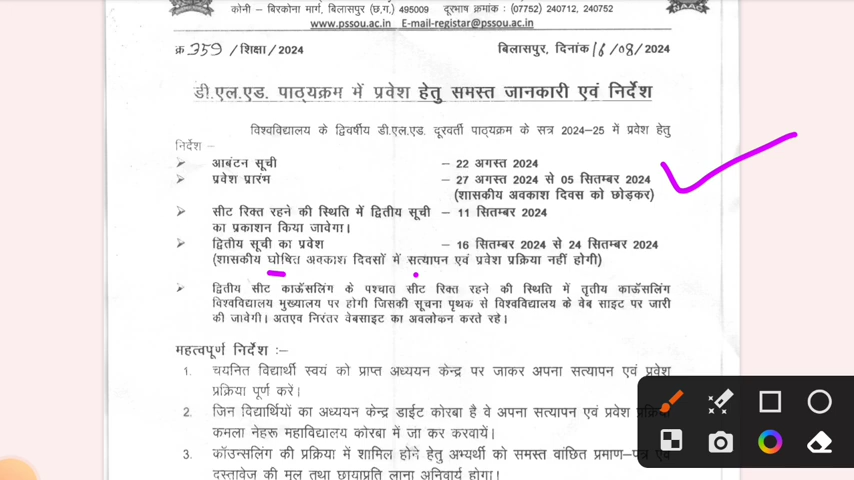 कोनी – बिरकोना मार्ग, बिलासपुर (छ.ग.) 495009 दूरभाष क्रमांक : (07752) 240712, 240752
www.pssou.ac.in E-mail-registar@pssou.ac.in
क्र 359 /शिक्षा/2024 बिलासपुर, दिनांक 16/08/2024
डी.एल.एड. पाठ्यक्रम में प्रवेश हेतु समस्त जानकारी एवं निर्देश
विश्वविद्यालय के द्विवर्षीय डी.एल.एड. दूरवर्ती पाठ्यक्रम के सत्र 2024-25 में प्रवेश हेतु
निर्देश –
➢ आबंटन सूची – 22 अगस्त 2024
➢ प्रवेश प्रारंम – 27 अगस्त 2024 से 05 सितम्बर 2024
(शासकीय अवकाश दिवस को छोड़कर)
➢ सीट रिक्त रहने की स्थिति में द्वितीय सूची – 11 सितम्बर 2024
का प्रकाशन किया जावेगा।
➢ द्वितीय सूची का प्रवेश – 16 सितम्बर 2024 से 24 सितम्बर 2024
(शासकीय घोषित अवकाश दिवसों में सत्यापन एवं प्रवेश प्रक्रिया नहीं होगी)
➢ द्वितीय सीट काऊॅसलिंग के पश्चात सीट रिक्त रहने की स्थिति में तृतीय काऊॅसलिंग
विश्वविद्यालय मुख्यालय पर होगी जिसकी सूचना पृथक से विश्वविद्यालय के वेब साइट पर जारी
की जावेगी। अतएव निरंतर वेबसाइट का अवलोकन करते रहे।
महत्वपूर्ण निर्देश :–
1. चयनित विद्यार्थी स्वयं को प्राप्त अध्ययन केन्द्र पर जाकर अपना सत्यापन एवं प्रवेश
प्रक्रिया पूर्ण करें।
2. जिन विद्यार्थियों का अध्ययन केन्द्र डाईट कोरबा है वे अपना सत्यापन एवं प्रवेश प्रक्रिया
कमला नेहरू महाविद्यालय कोरबा में जा कर करवायें।
3. कॉउन्सलिंग की प्रक्रिया में शामिल होने हेतु अभ्यर्थी को समस्त वांछित प्रमाण–पत्र एवं
दस्तावेज की मूल तथा छायाप्रति लाना अनिवार्य होगा।